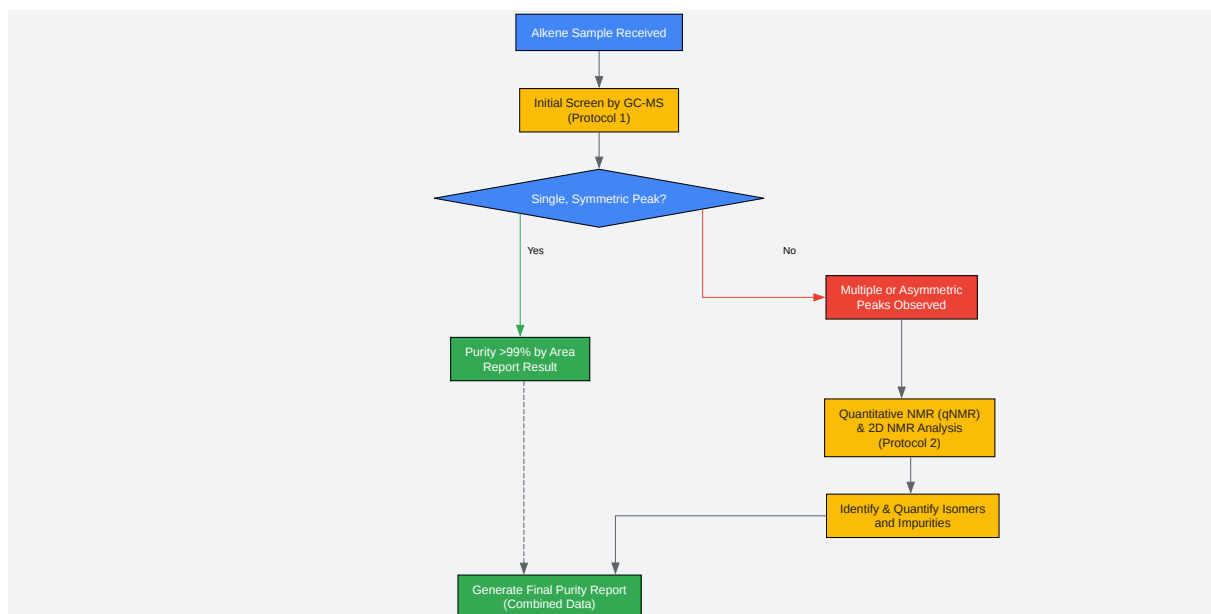 Alkene Sample Received
Initial Screen by GC-MS
(Protocol 1)
Single, Symmetric Peak?
Yes
No
Multiple or Asymmetric
Peaks Observed
Purity >99% by Area
Report Result
Quantitative NMR (qNMR)
& 2D NMR Analysis
(Protocol 2)
Identify & Quantify Isomers
and Impurities
Generate Final Purity Report
(Combined Data)